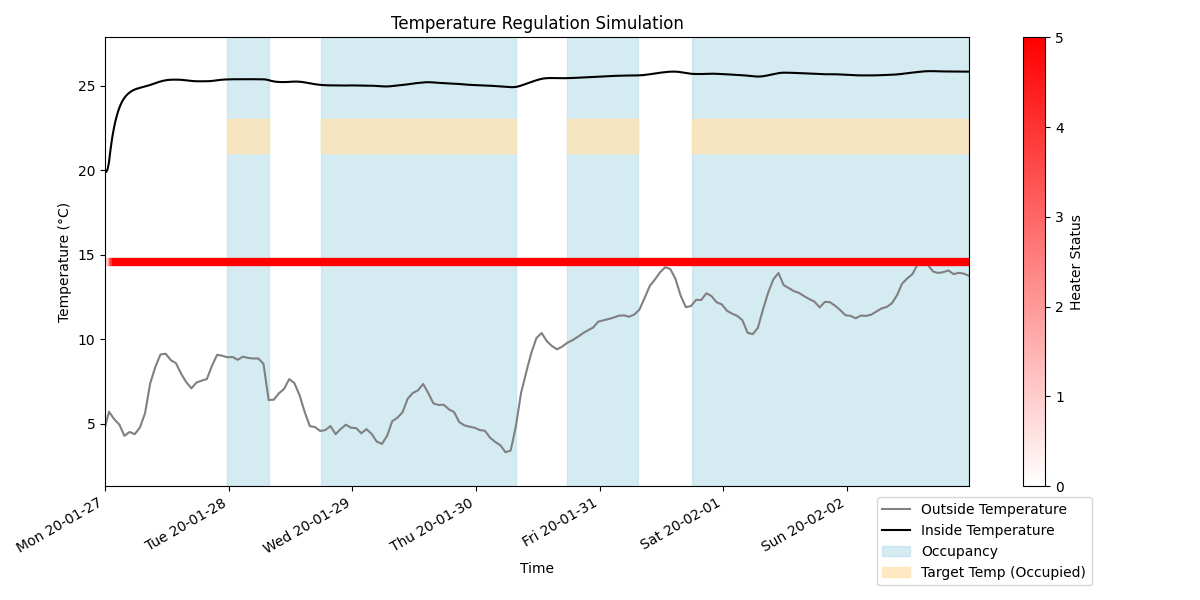 Temperature Regulation Simulation
Temperature (°C)
25
20
15
10
5
Mon 20-01-27
Tue 20-01-28
Wed 20-01-29
Thu 20-01-30
Fri 20-01-31
Sat 20-02-01
Sun 20-02-02
Time
5
4
3
2
1
0
Heater Status
Outside Temperature
Inside Temperature
Occupancy
Target Temp (Occupied)